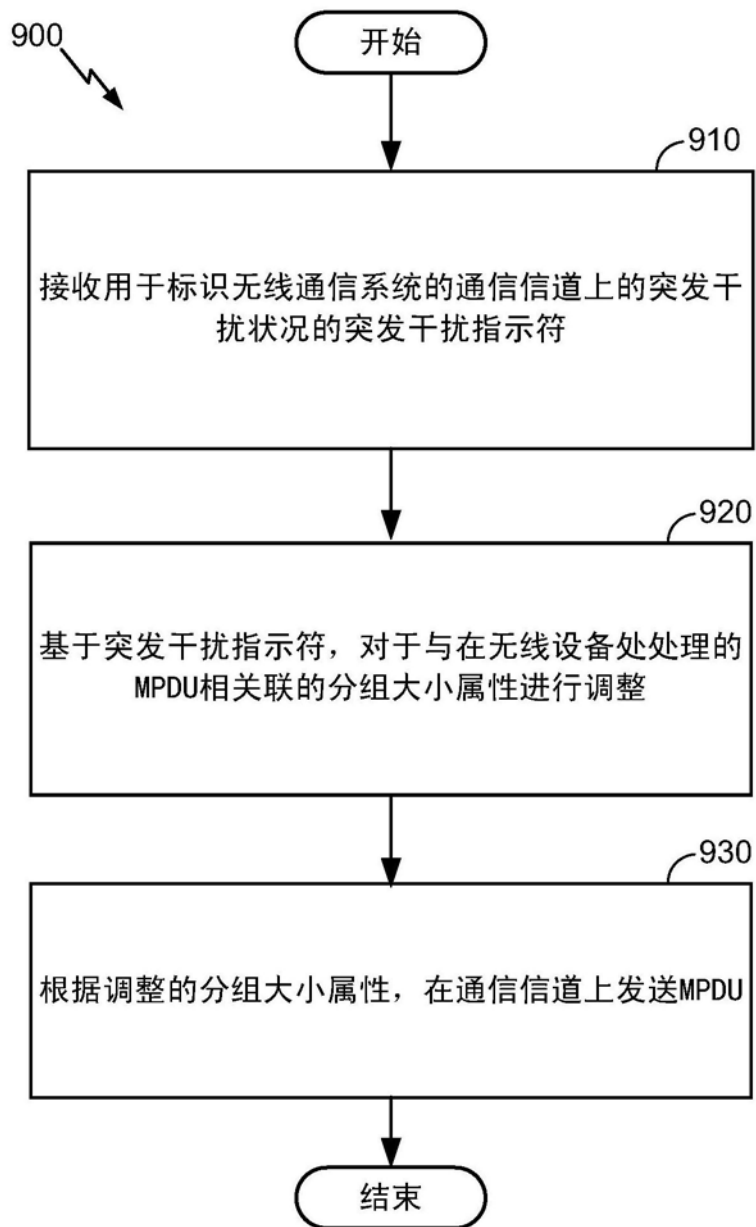 900
开始
910
接收用于标识无线通信系统的通信信道上的突发干
扰状况的突发干扰指示符
920
基于突发干扰指示符，对于与在无线设备处处理的
MPDU相关联的分组大小属性进行调整
930
根据调整的分组大小属性，在通信信道上发送MPDU
结束